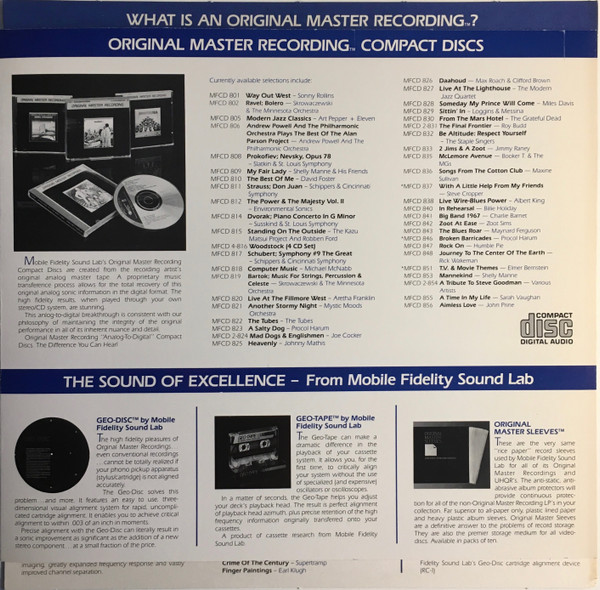 WHAT IS AN ORIGINAL MASTER RECORDING™?
ORIGINAL MASTER RECORDING™ COMPACT DISCS
Mobile Fidelity Sound Lab's Original Master Recording
Compact Discs are created from the recording artist's
original analog master tape. A proprietary music
transference process allows for the total recovery of this
original analog sonic information in the digital format. The
high fidelity results, when played through your own
stereo/CD system, are stunning.
This analog-to-digital breakthrough is consistent with our
philosophy of maintaining the integrity of the original
performance in all of its inherent nuance and detail.
Original Master Recording "Analog-To-Digital" Compact
Discs. The Difference You Can Hear!
Currently available selections include:
MFCD 801 Way Out West – Sonny Rollins
MFCD 802 Ravel; Bolero – Skrowaczewski
& The Minnesota Orchestra
MFCD 805 Modern Jazz Classics – Art Pepper + Eleven
MFCD 806 Andrew Powell And The Philharmonic
Orchestra Plays The Best Of The Alan
Parson Project — Andrew Powell And The
Philharmonia Orchestra
MFCD 808 Prokofiev; Nevsky, Opus 78
– Slatkin & St. Louis Symphony
MFCD 809 My Fair Lady – Shelly Manne & His Friends
MFCD 810 The Best Of Me – David Foster
MFCD 811 Strauss; Don Juan – Schippers & Cincinnati
Symphony
MFCD 812 The Power & The Majesty Vol. II
– Environmental Sonics
MFCD 814 Dvorak; Piano Concerto In G Minor
– Susskind & St. Louis Symphony
MFCD 815 Standing On The Outside – The Kazu
Matsui Project And Robben Ford
MFCD 4-816 Woodstock (4 CD Set)
MFCD 817 Schubert; Symphony #9 The Great
– Schippers & Cincinnati Symphony
MFCD 818 Computer Music – Michael McNabb
MFCD 819 Bartok; Music For Strings, Percussion &
Celeste — Skrowaczewski & The Minnesota
Orchestra
MFCD 820 Live At The Fillmore West – Aretha Franklin
MFCD 821 Another Stormy Night – Mystic Moods
Orchestra
MFCD 822 The Tubes – The Tubes
MFCD 823 A Salty Dog – Procol Harum
MFCD 2-824 Mad Dogs & Englishmen – Joe Cocker
MFCD 825 Heavenly – Johnny Mathis
MFCD 826 Daahoud — Max Roach & Clifford Brown
MFCD 827 Live At The Lighthouse – The Modern
Jazz Quartet
MFCD 828 Someday My Prince Will Come – Miles Davis
MFCD 829 Sittin' In – Loggins & Messina
MFCD 830 From The Mars Hotel – The Grateful Dead
MFCD 2-831 The Final Frontier — Roy Budd
MFCD 832 Be Altitude: Respect Yourself
– The Staple Singers
MFCD 833 2 Jims & A Zoot — Jimmy Raney
MFCD 835 McLemore Avenue — Booker T. & The
MGs
MFCD 836 Songs From The Cotton Club — Maxine
Sullivan
*MFCD 837 With A Little Help From My Friends
— Steve Cropper
MFCD 838 Live Wire-Blues Power — Albert King
MFCD 840 In Rehearsal — Billie Holiday
MFCD 841 Big Band 1967 — Charlie Barnet
MFCD 842 Zoot At Ease — Zoot Sims
MFCD 843 The Blues Roar — Maynard Ferguson
*MFCD 846 Broken Barricades — Procol Harum
MFCD 847 Rock On — Humble Pie
MFCD 848 Journey To The Center Of The Earth —
Rick Wakeman
*MFCD 851 T.V. & Movie Themes — Elmer Bernstein
MFCD 853 Mannekind — Shelly Manne
MFCD 2-854 A Tribute To Steve Goodman — Various
Artists
MFCD 855 A Time In My Life — Sarah Vaughan
MFCD 856 Aimless Love — John Prine
COMPACT
disc
DIGITAL AUDIO
THE SOUND OF EXCELLENCE – From Mobile Fidelity Sound Lab
GEO-DISC™ by Mobile
Fidelity Sound Lab
The high fidelity pleasures of
Original Master Recordings,
even conventional recordings
. . . cannot be totally realized if
your phono pickup apparatus
(stylus/cartridge) is not aligned
accurately.
The Geo-Disc solves this
problem . . . and more. It features an easy to use, three-
dimensional visual alignment system for rapid, uncompli-
cated cartridge alignment. It enables you to achieve critical
alignment to within .003 of an inch in moments.
Precise alignment with the Geo-Disc can literally result in
a sonic improvement as significant as the addition of a new
stereo component . . . at a small fraction of the price.
GEO-TAPE™ by Mobile
Fidelity Sound Lab
The Geo-Tape can make a
dramatic difference in the
playback of your cassette
system. It allows you, for the
first time, to critically align
your system without the use
of specialized (and expensive)
oscillators or oscilloscopes.
In a matter of seconds, the Geo-Tape helps you adjust
your deck's playback head. The result is perfect alignment
of playback head azimuth, plus precise retention of the high
frequency information originally transferred onto your
cassettes.
A product of cassette research from Mobile Fidelity
Sound Lab.
ORIGINAL
MASTER SLEEVES™
These are the very same
"rice paper" record sleeves
used by Mobile Fidelity Sound
Lab for all of its Original
Master Recordings and
UHQR's. The anti-static, anti-
abrasive album protectors will
provide continuous protec-
tion for all of the non-Original Master Recording LP's in your
collection. Far superior to all-paper only, plastic lined paper
and heavy plastic album sleeves, Original Master Sleeves
are a definitive answer to the problems of record storage.
They are also the premier storage medium for all video-
discs. Available in packs of ten.
imaging, greatly expanded frequency response and vastly
improved channel separation.
Crime Of The Century – Supertramp
Finger Paintings – Earl Klugh
Fidelity Sound Lab's Geo-Disc cartridge alignment device
(RC-1)